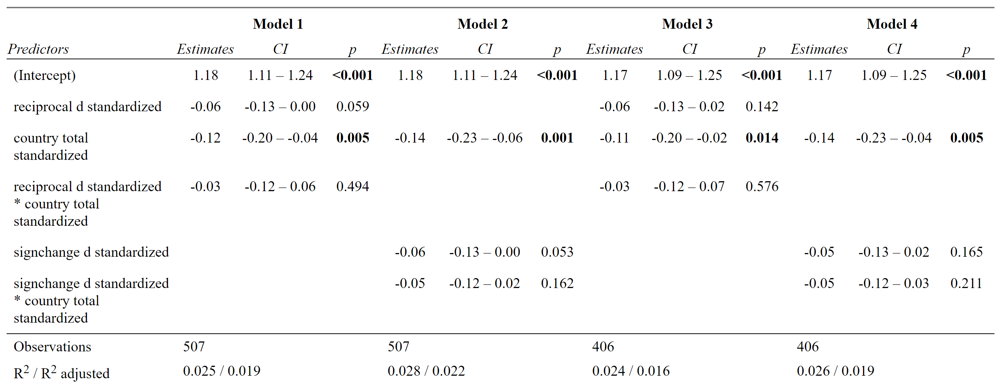 Model 1 Model 2 Model 3 Model 4
Predictors Estimates CI p Estimates CI p Estimates CI p Estimates CI p
(Intercept) 1.18 1.11 – 1.24 <0.001 1.18 1.11 – 1.24 <0.001 1.17 1.09 – 1.25 <0.001 1.17 1.09 – 1.25 <0.001
reciprocal d standardized -0.06 -0.13 – 0.00 0.059 -0.06 -0.13 – 0.02 0.142
country total -0.12 -0.20 – -0.04 0.005 -0.14 -0.23 – -0.06 0.001 -0.11 -0.20 – -0.02 0.014 -0.14 -0.23 – -0.04 0.005
standardized
reciprocal d standardized -0.03 -0.12 – 0.06 0.494 -0.03 -0.12 – 0.07 0.576
* country total
standardized
signchange d standardized -0.06 -0.13 – 0.00 0.053 -0.05 -0.13 – 0.02 0.165
signchange d standardized -0.05 -0.12 – 0.02 0.162 -0.05 -0.12 – 0.03 0.211
* country total
standardized
Observations 507 507 406 406
R2 / R2 adjusted 0.025 / 0.019 0.028 / 0.022 0.024 / 0.016 0.026 / 0.019